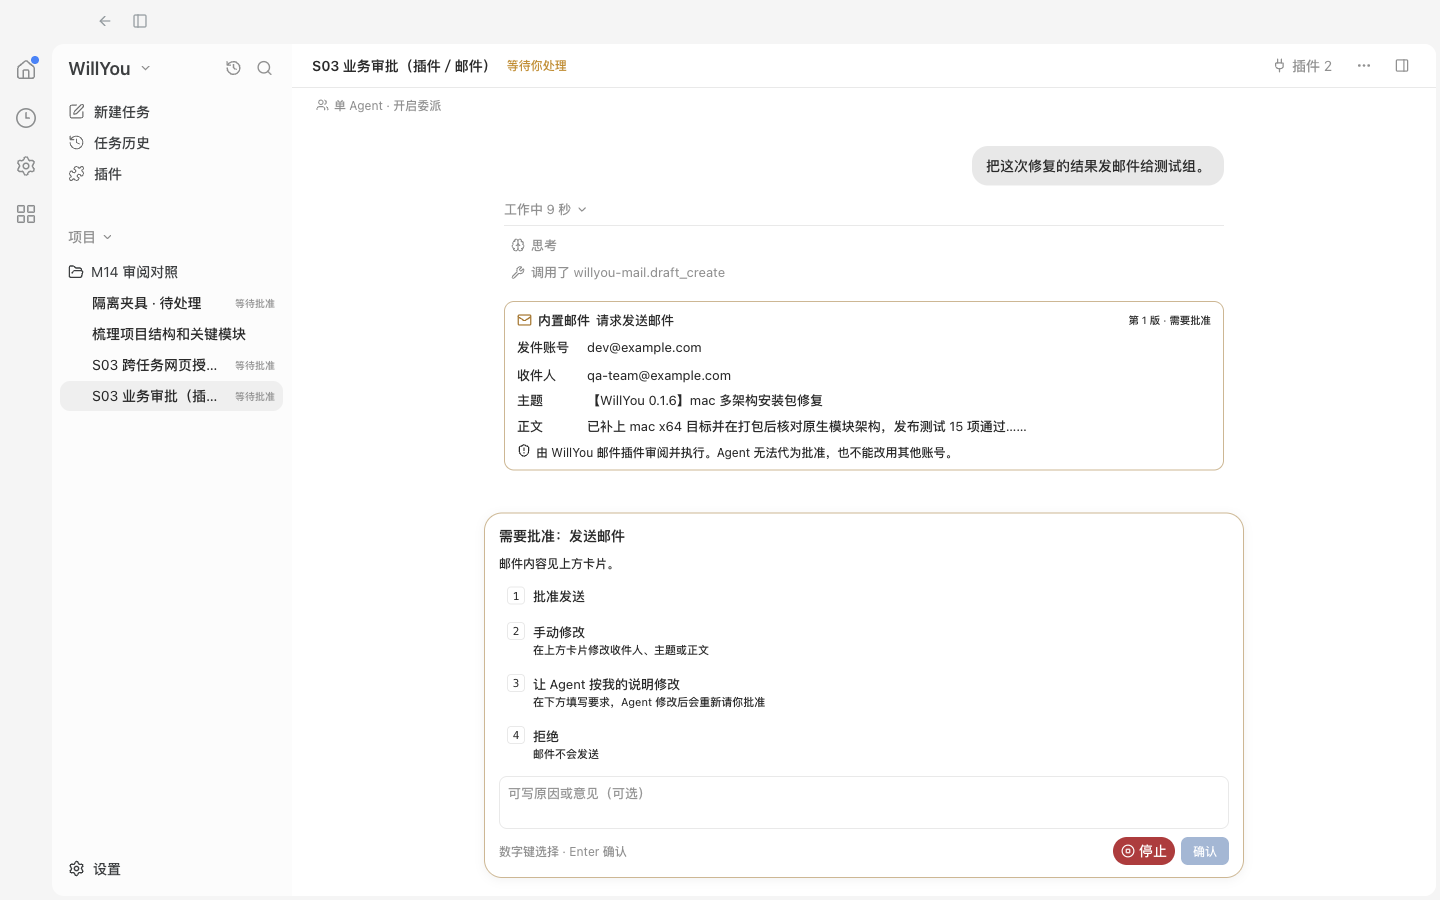 WillYou
新建任务
任务历史
插件
项目
M14 审阅对照
隔离夹具 · 待处理 等待批准
梳理项目结构和关键模块
S03 跨任务网页授... 等待批准
S03 业务审批（插... 等待批准
设置
S03 业务审批（插件 / 邮件） 等待你处理
插件 2
单 Agent · 开启委派
把这次修复的结果发邮件给测试组。
工作中 9 秒
思考
调用了 willyou-mail.draft_create
内置邮件 请求发送邮件 第 1 版 · 需要批准
发件账号 dev@example.com
收件人 qa-team@example.com
主题 【WillYou 0.1.6】mac 多架构安装包修复
正文 已补上 mac x64 目标并在打包后核对原生模块架构，发布测试 15 项通过……
由 WillYou 邮件插件审阅并执行。Agent 无法代为批准，也不能改用其他账号。
需要批准：发送邮件
邮件内容见上方卡片。
1 批准发送
2 手动修改
在上方卡片修改收件人、主题或正文
3 让 Agent 按我的说明修改
在下方填写要求，Agent 修改后会重新请你批准
4 拒绝
邮件不会发送
可写原因或意见（可选）
数字键选择 · Enter 确认
停止
确认